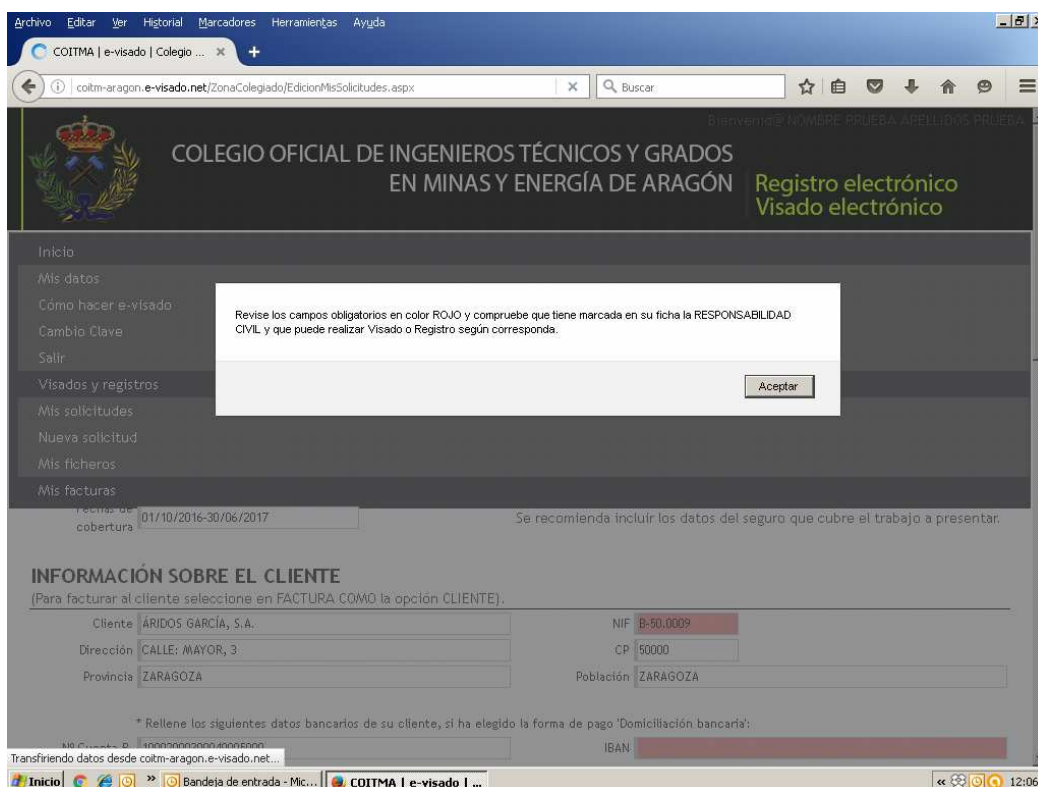 Archivo Editar Ver Historial Marcadores Herramientas Ayuda
COITMA | e-visado | Colegio ...
coitm-aragon.e-visado.net/ZonaColegiado/EdicionMisSolicitudes.aspx
Buscar
Bienvenid@ NOMBRE PRUEBA APELLIDOS PRUEBA
COLEGIO OFICIAL DE INGENIEROS TÉCNICOS Y GRADOS
EN MINAS Y ENERGÍA DE ARAGÓN
Registro electrónico
Visado electrónico
Inicio
Mis datos
Cómo hacer e-visado
Cambio Clave
Salir
Visados y registros
Mis solicitudes
Nueva solicitud
Mis ficheros
Mis facturas
Revise los campos obligatorios en color ROJO y compruebe que tiene marcada en su ficha la RESPONSABILIDAD
CIVIL y que puede realizar Visado o Registro según corresponda.
Aceptar
Fechas de
cobertura 01/10/2016-30/06/2017 Se recomienda incluir los datos del seguro que cubre el trabajo a presentar.
INFORMACIÓN SOBRE EL CLIENTE
(Para facturar al cliente seleccione en FACTURA COMO la opción CLIENTE).
Cliente ÁRIDOS GARCÍA, S.A. NIF B-50.0009
Dirección CALLE: MAYOR, 3 CP 50000
Provincia ZARAGOZA Población ZARAGOZA
* Rellene los siguientes datos bancarios de su cliente, si ha elegido la forma de pago 'Domiciliación bancaria':
IBAN
Transfiriendo datos desde coitm-aragon.e-visado.net...
Inicio Bandeja de entrada - Mic... COITMA | e-visado | ... 12:06